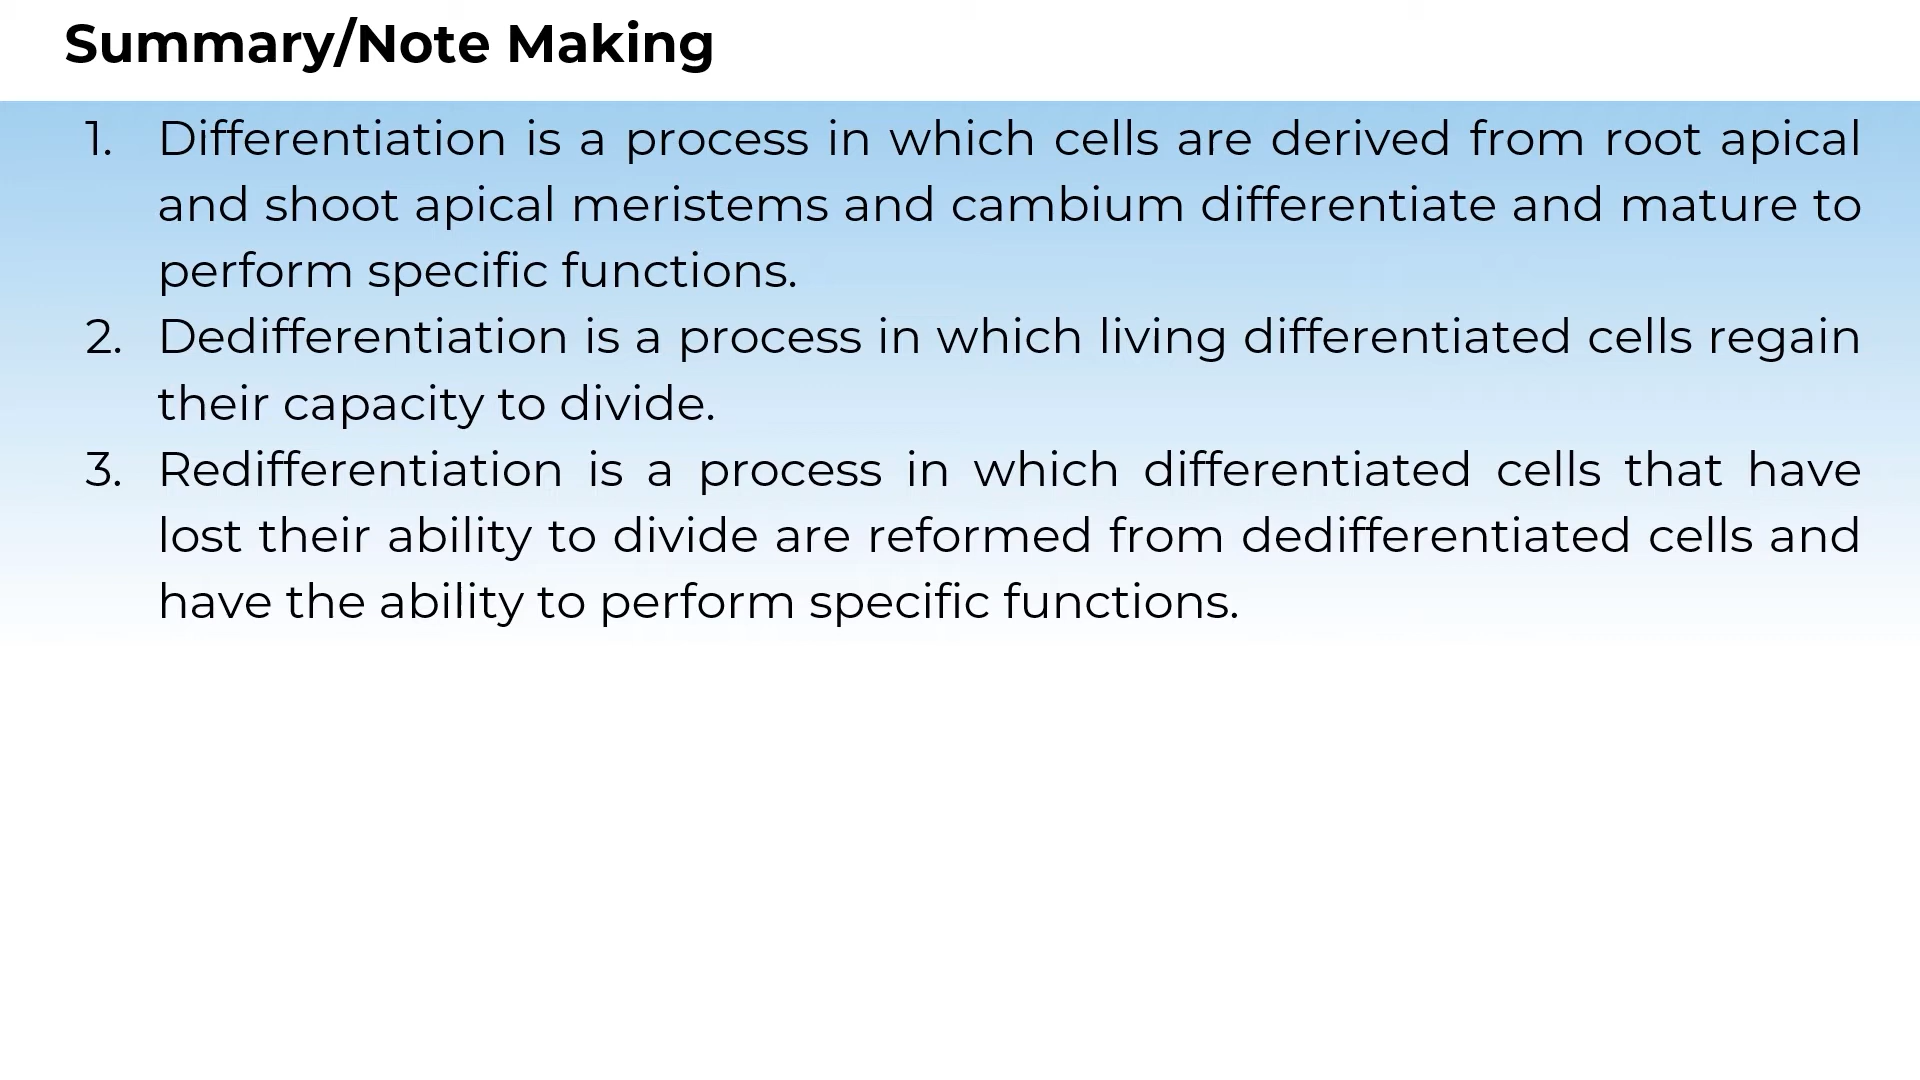 Summary/Note Making
1. Differentiation is a process in which cells are derived from root apical
and shoot apical meristems and cambium differentiate and mature to
perform specific functions.
2. Dedifferentiation is a process in which living differentiated cells regain
their capacity to divide.
3. Redifferentiation is a process in which differentiated cells that have
lost their ability to divide are reformed from dedifferentiated cells and
have the ability to perform specific functions.